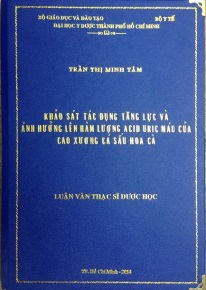 BỘ GIÁO DỤC VÀ ĐÀO TẠO BỘ Y TẾ
ĐẠI HỌC Y DƯỢC THÀNH PHỐ HỒ CHÍ MINH
TRẦN THỊ MINH TÂM
KHẢO SÁT TÁC DỤNG TĂNG LỰC VÀ
ẢNH HƯỞNG LÊN HÀM LƯỢNG ACID URIC MÁU CỦA
CAO XƯƠNG CÁ SẤU HOA CÀ
LUẬN VĂN THẠC SĨ DƯỢC HỌC
TP. Hồ Chí Minh - 2014